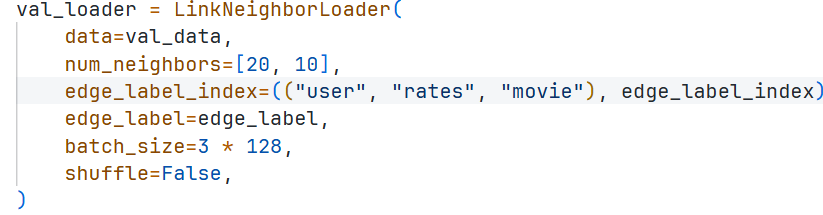 val_loader = LinkNeighborLoader(
    data=val_data,
    num_neighbors=[20, 10],
    edge_label_index=(("user", "rates", "movie"), edge_label_index)
    edge_label=edge_label,
    batch_size=3 * 128,
    shuffle=False,
)